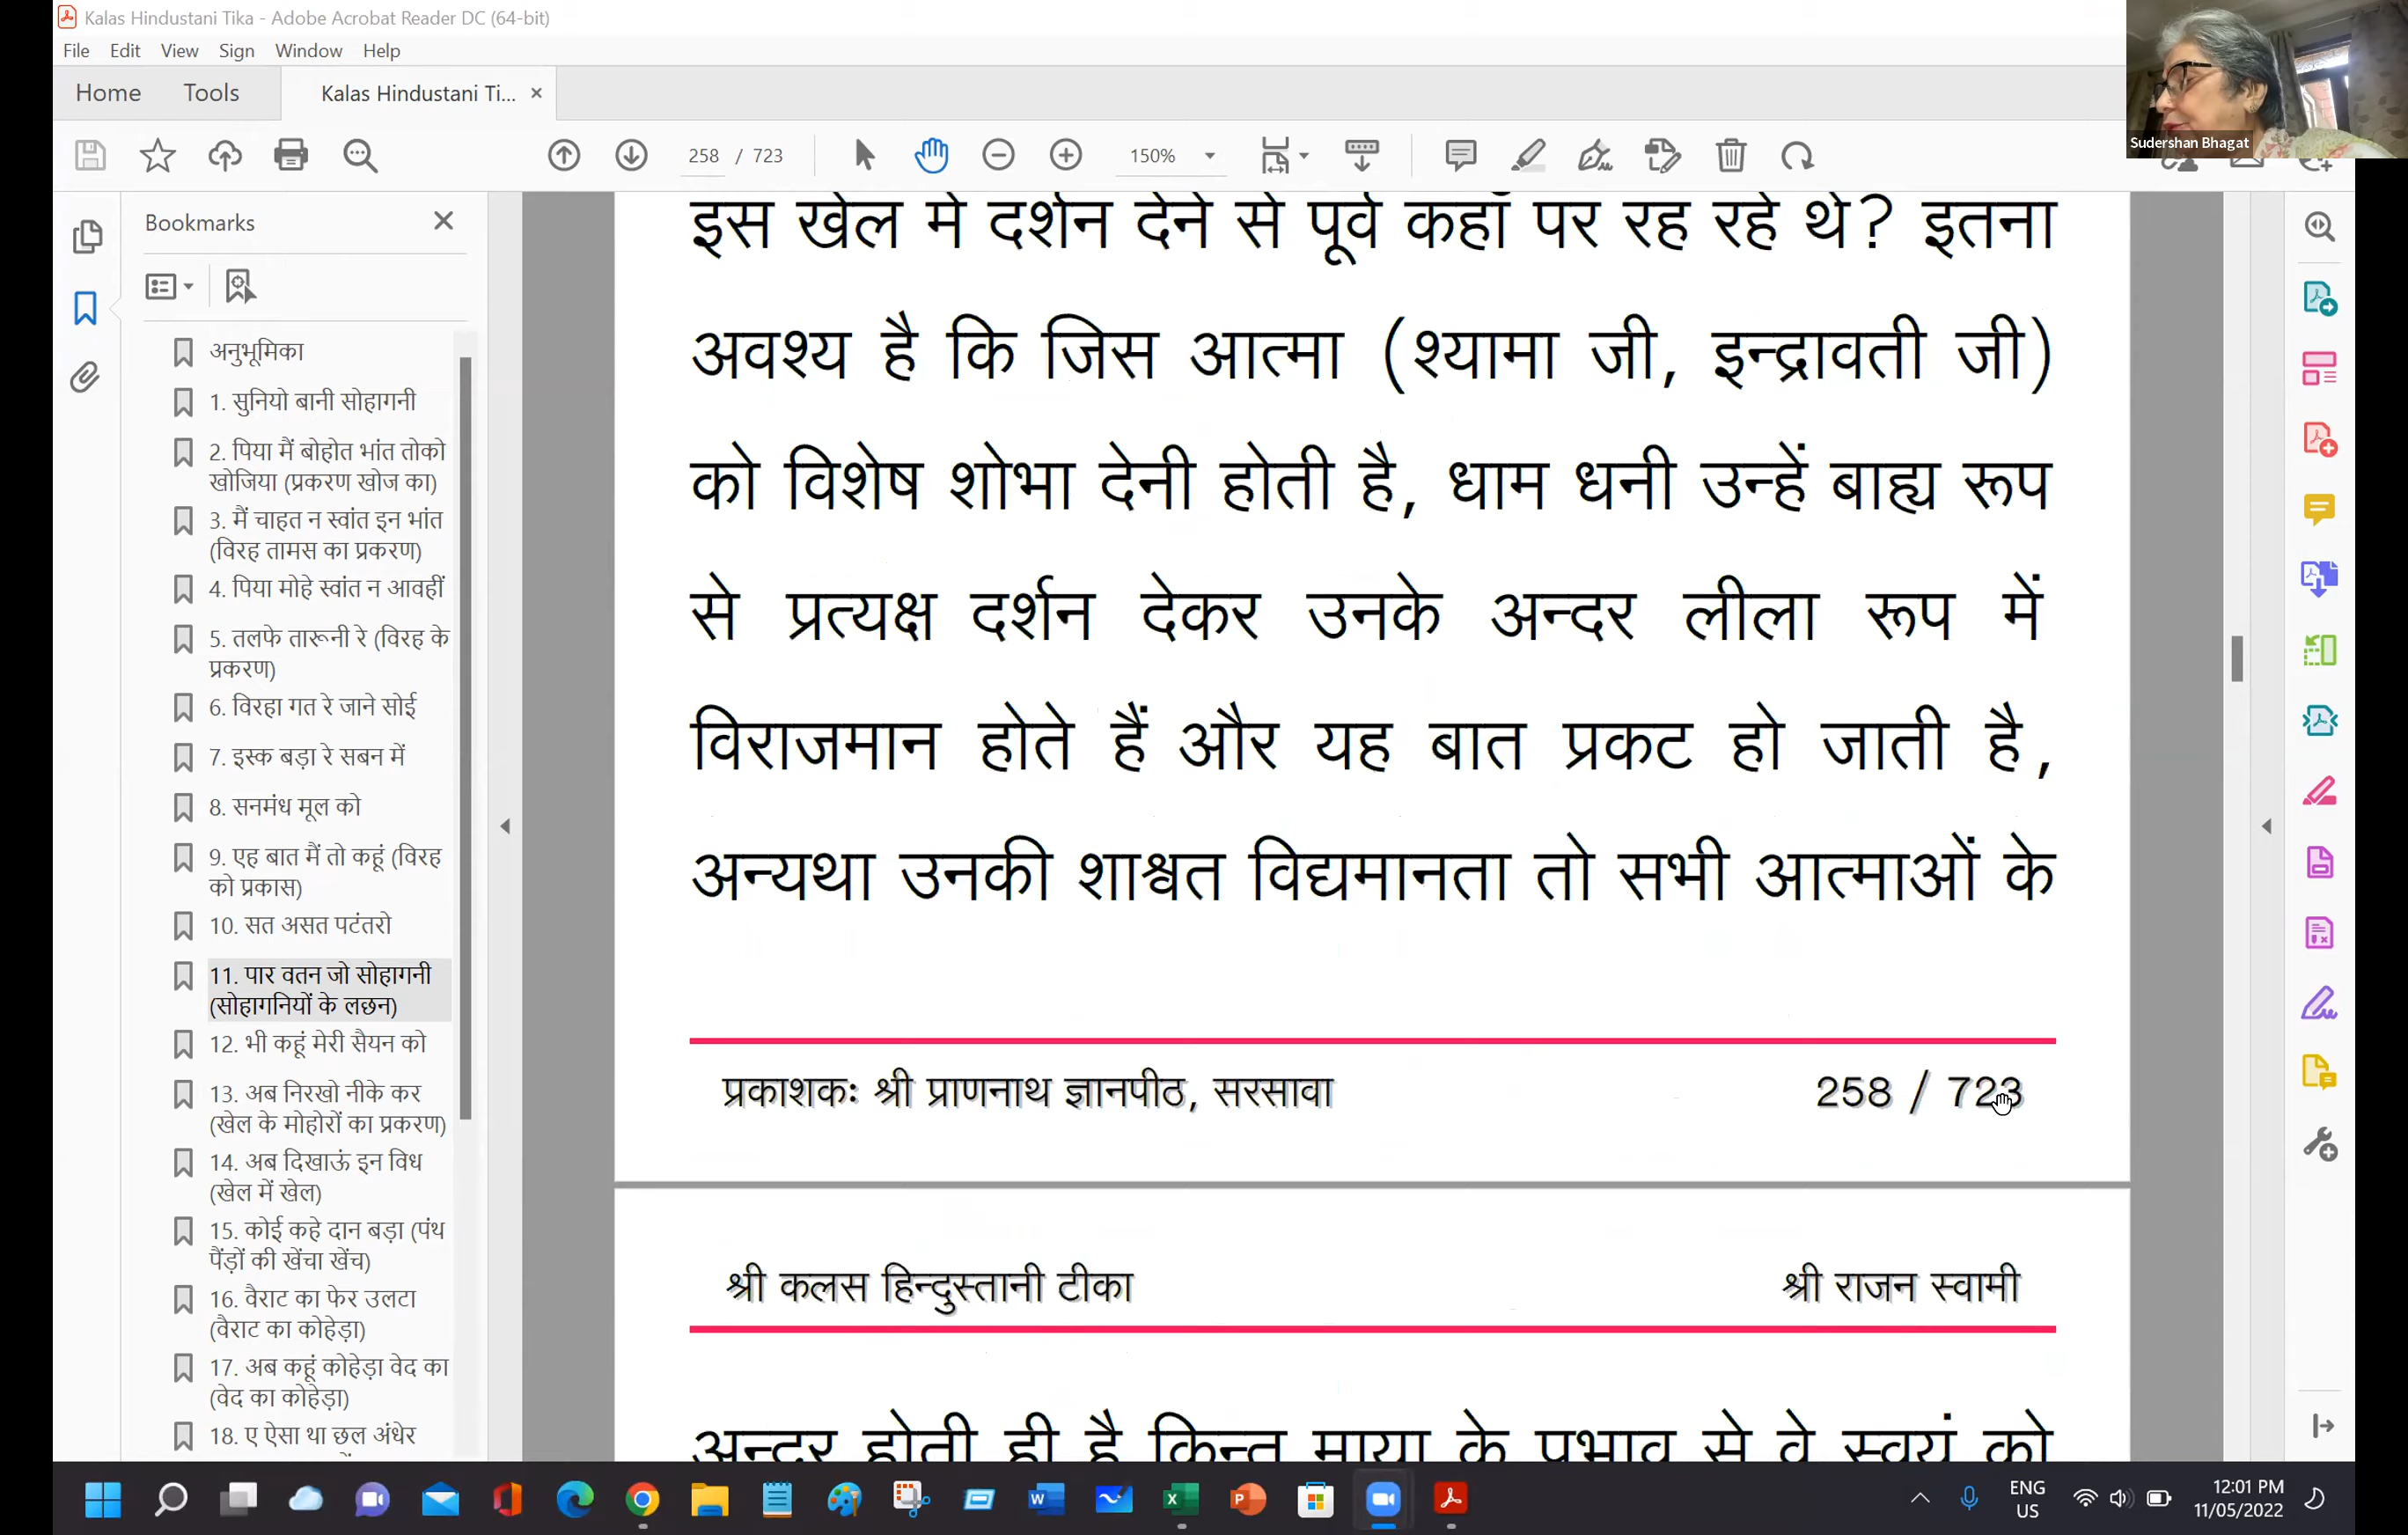 Kalas Hindustani Tika - Adobe Acrobat Reader DC (64-bit)
File Edit View Sign Window Help
Home Tools Kalas Hindustani Ti... ×
258 / 723 150%
Sudershan Bhagat
Bookmarks
अनुभूमिका
1. सुनियो बानी सोहागनी
2. पिया मैं बोहोत भांत तोको
खोजिया (प्रकरण खोज का)
3. मैं चाहत न स्वांत इन भांत
(विरह तामस का प्रकरण)
4. पिया मोहे स्वांत न आवहीं
5. तलफे तारूनी रे (विरह के
प्रकरण)
6. विरहा गत रे जाने सोई
7. इस्क बड़ा रे सबन में
8. सनमंध मूल को
9. एह बात मैं तो कहूं (विरह
को प्रकास)
10. सत असत पटंतरो
11. पार वतन जो सोहागनी
(सोहागनियों के लछन)
12. भी कहूं मेरी सैयन को
13. अब निरखो नीके कर
(खेल के मोहोरों का प्रकरण)
14. अब दिखाऊं इन विध
(खेल में खेल)
15. कोई कहे दान बड़ा (पंथ
पैंड़ों की खेंचा खेंच)
16. वैराट का फेर उलटा
(वैराट का कोहेड़ा)
17. अब कहूं कोहेड़ा वेद का
(वेद का कोहेड़ा)
18. ए ऐसा था छल अंधेर
इस खेल में दर्शन देने से पूर्व कहाँ पर रह रहे थे? इतना
अवश्य है कि जिस आत्मा (श्यामा जी, इन्द्रावती जी)
को विशेष शोभा देनी होती है, धाम धनी उन्हें बाह्य रूप
से प्रत्यक्ष दर्शन देकर उनके अन्दर लीला रूप में
विराजमान होते हैं और यह बात प्रकट हो जाती है,
अन्यथा उनकी शाश्वत विद्यमानता तो सभी आत्माओं के
प्रकाशकः श्री प्राणनाथ ज्ञानपीठ, सरसावा 258 / 723
श्री कलस हिन्दुस्तानी टीका श्री राजन स्वामी
अन्दर होती ही है किन्तु माया के प्रभाव से वे स्वयं को
ENG
US
12:01 PM
11/05/2022